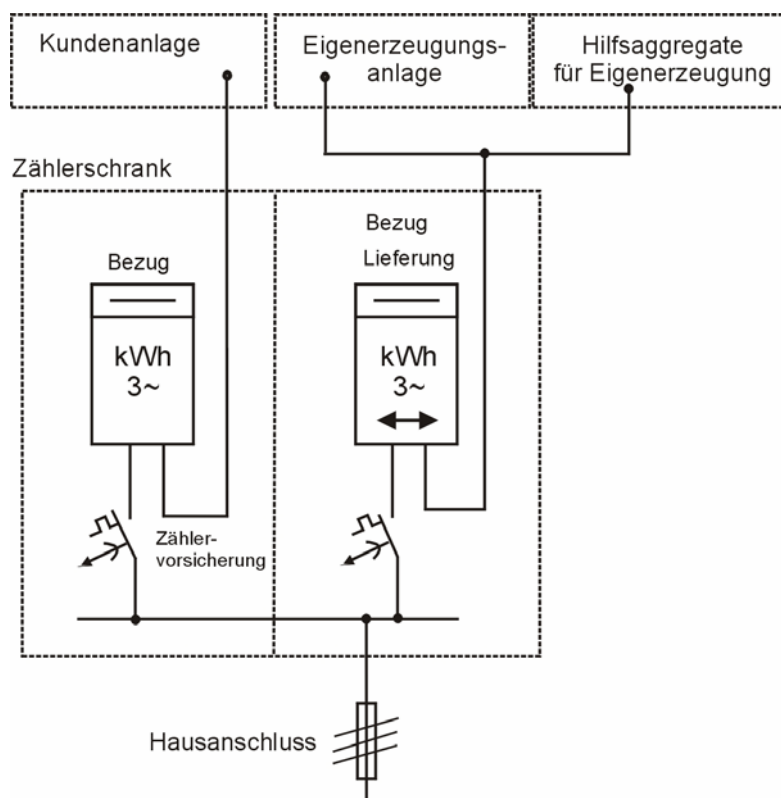 Kundenanlage
Eigenerzeugungs-
anlage
Hilfsaggregate
für Eigenerzeugung
Zählerschrank
Bezug
Bezug
Lieferung
kWh
3~
kWh
3~
Zähler-
vorsicherung
Hausanschluss